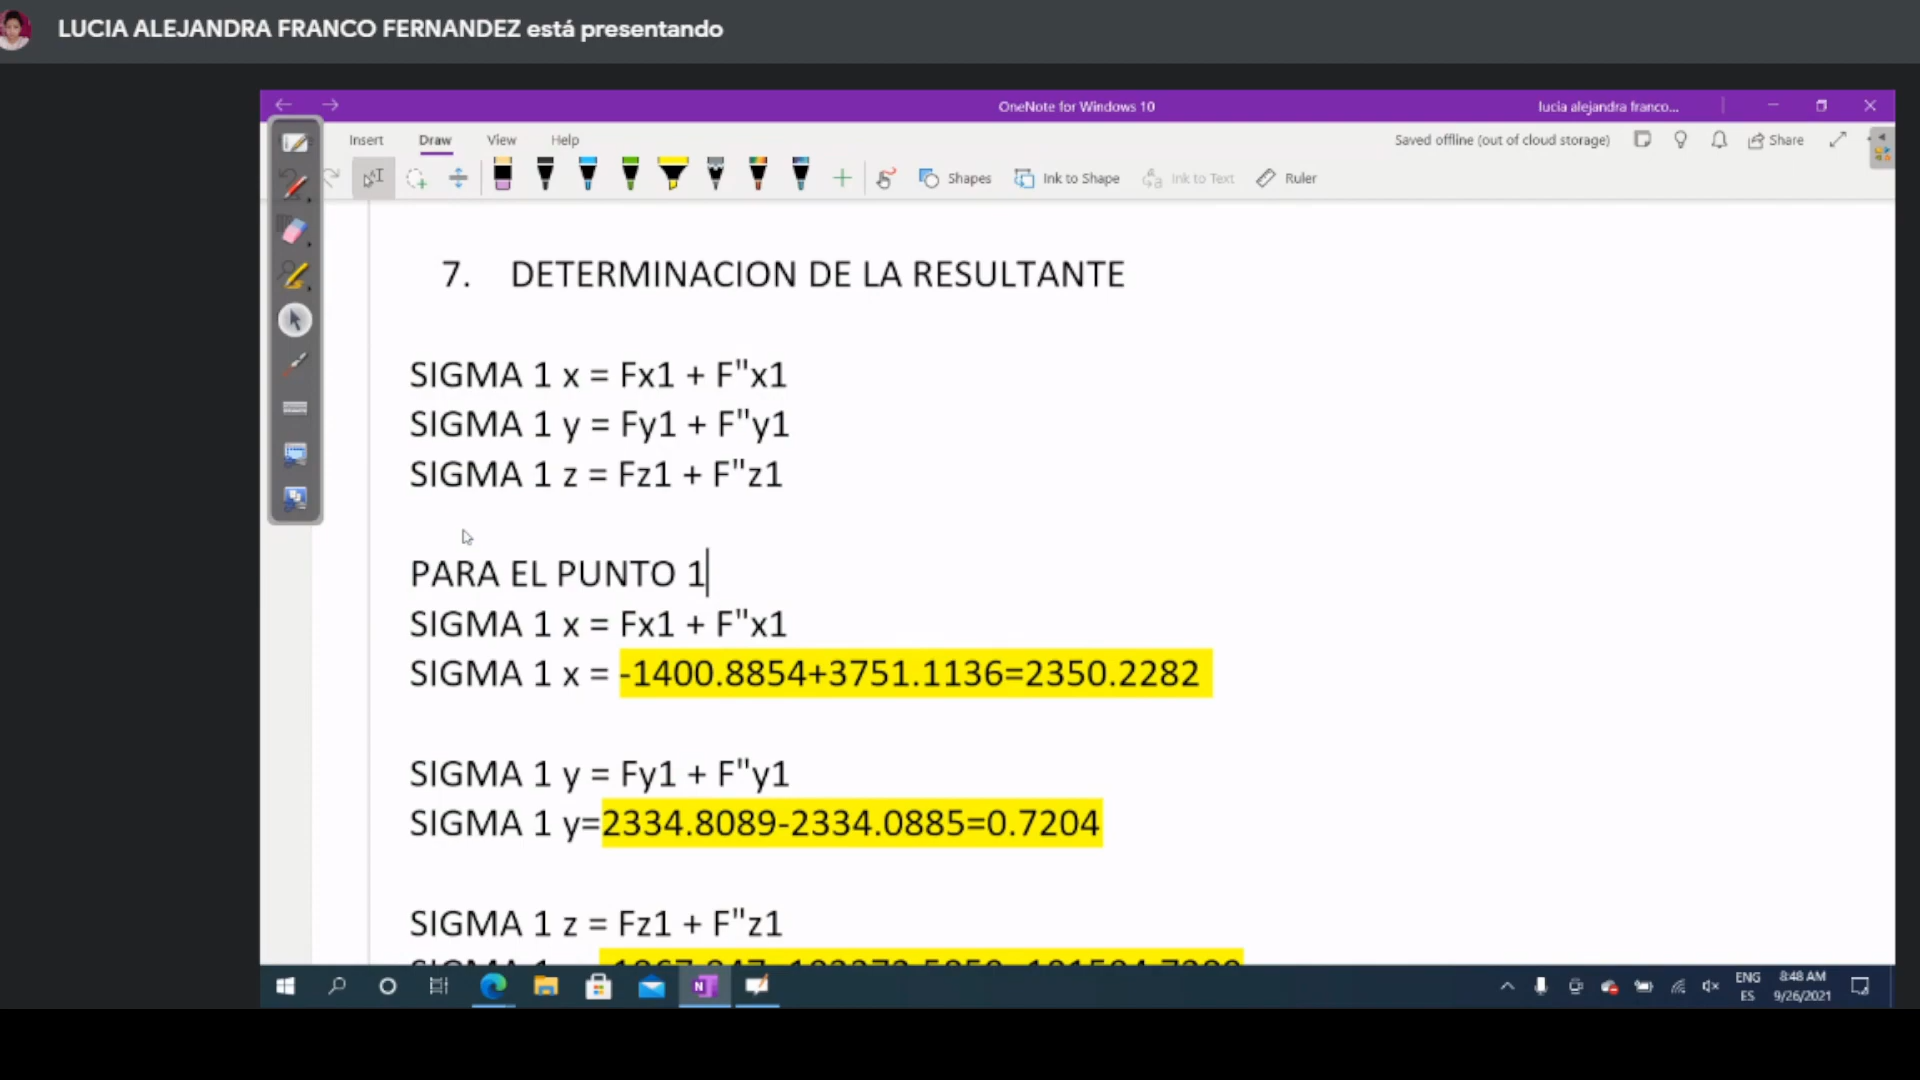 LUCIA ALEJANDRA FRANCO FERNANDEZ está presentando
OneNote for Windows 10
lucia alejandra franco...
Insert
Draw
View
Help
Saved offline (out of cloud storage)
Share
Shapes
Ink to Shape
Ink to Text
Ruler
7. DETERMINACION DE LA RESULTANTE
SIGMA 1 x = Fx1 + F"x1
SIGMA 1 y = Fy1 + F"y1
SIGMA 1 z = Fz1 + F"z1
PARA EL PUNTO 1
SIGMA 1 x = Fx1 + F"x1
SIGMA 1 x = -1400.8854+3751.1136=2350.2282
SIGMA 1 y = Fy1 + F"y1
SIGMA 1 y=2334.8089-2334.0885=0.7204
SIGMA 1 z = Fz1 + F"z1
SIGMA 1
ENG
ES
8:48 AM
9/26/2021